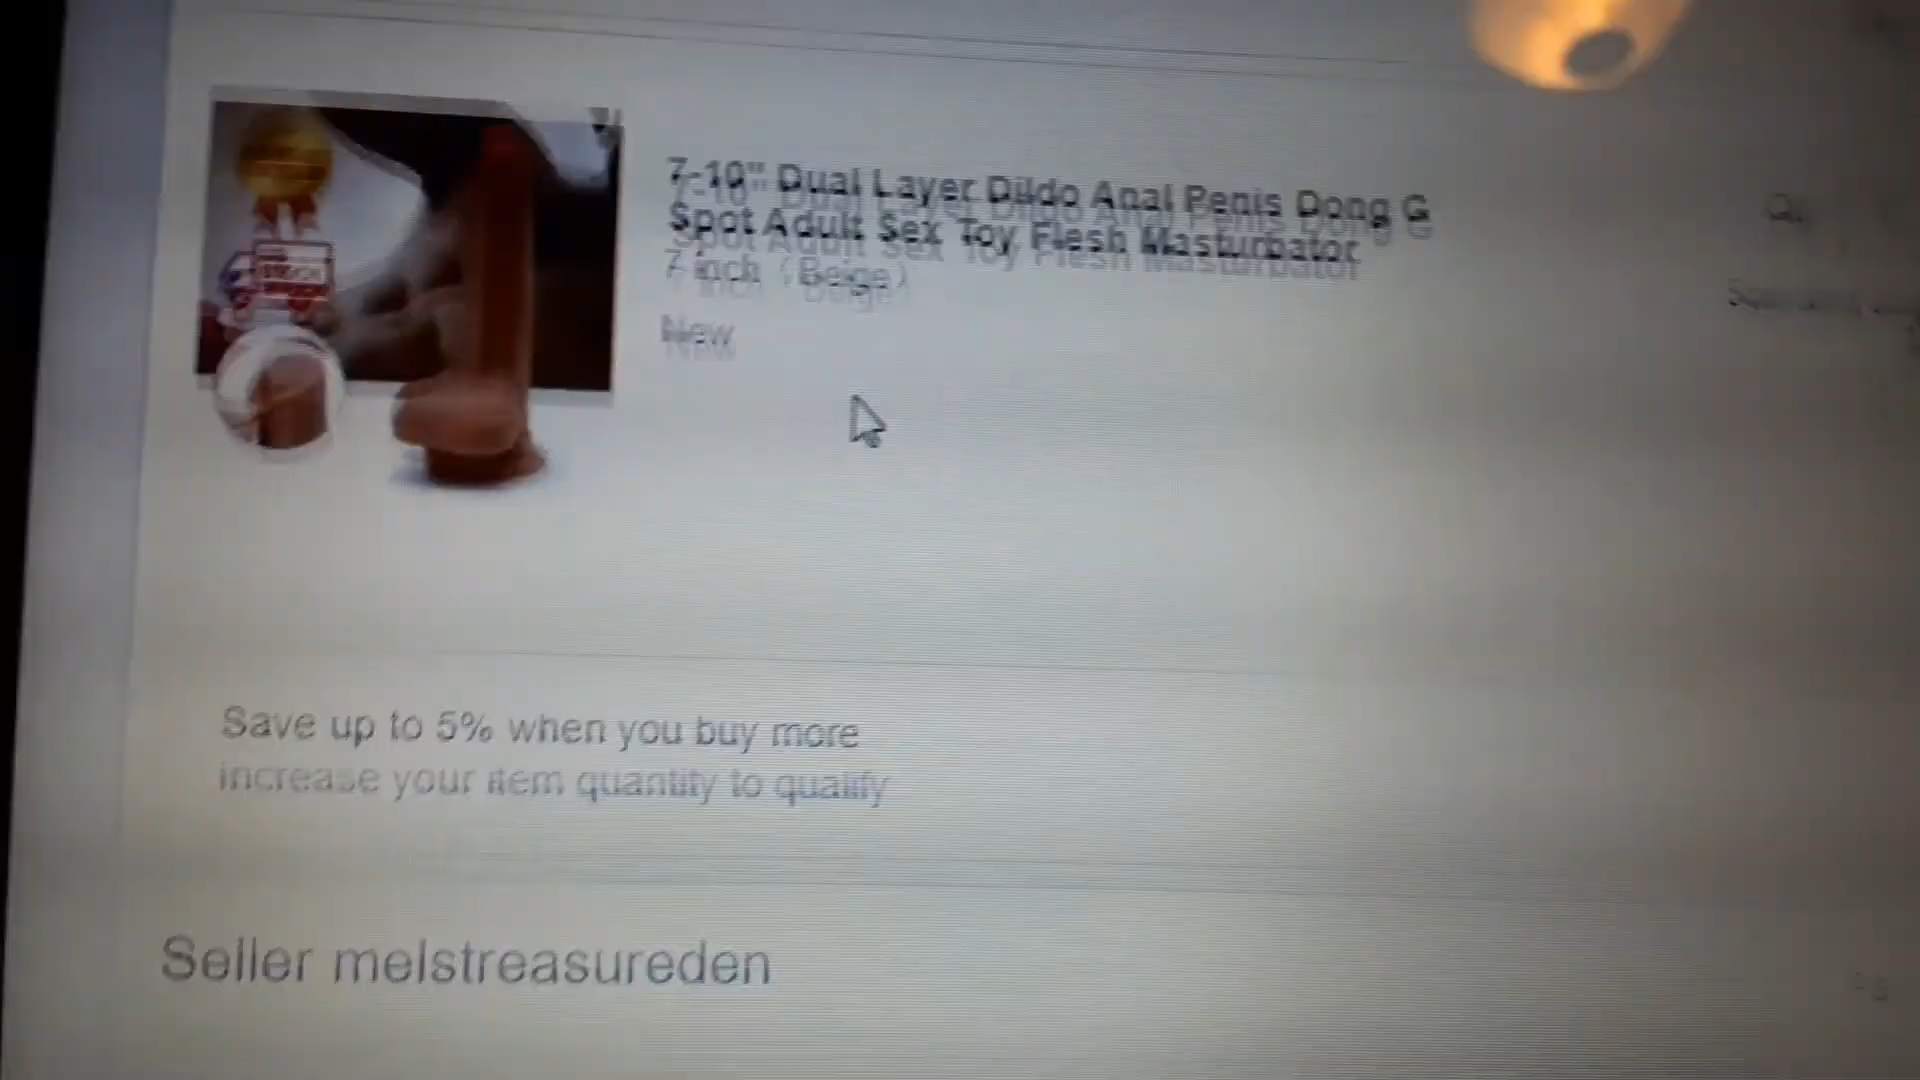 7-10" Dual Layer Dildo Anal Penis Dong G
Spot Adult Sex Toy Flesh Masturbator
7 inch (Beige)
New
Save up to 5% when you buy more
increase your item quantity to qualify
Seller melstreasureden